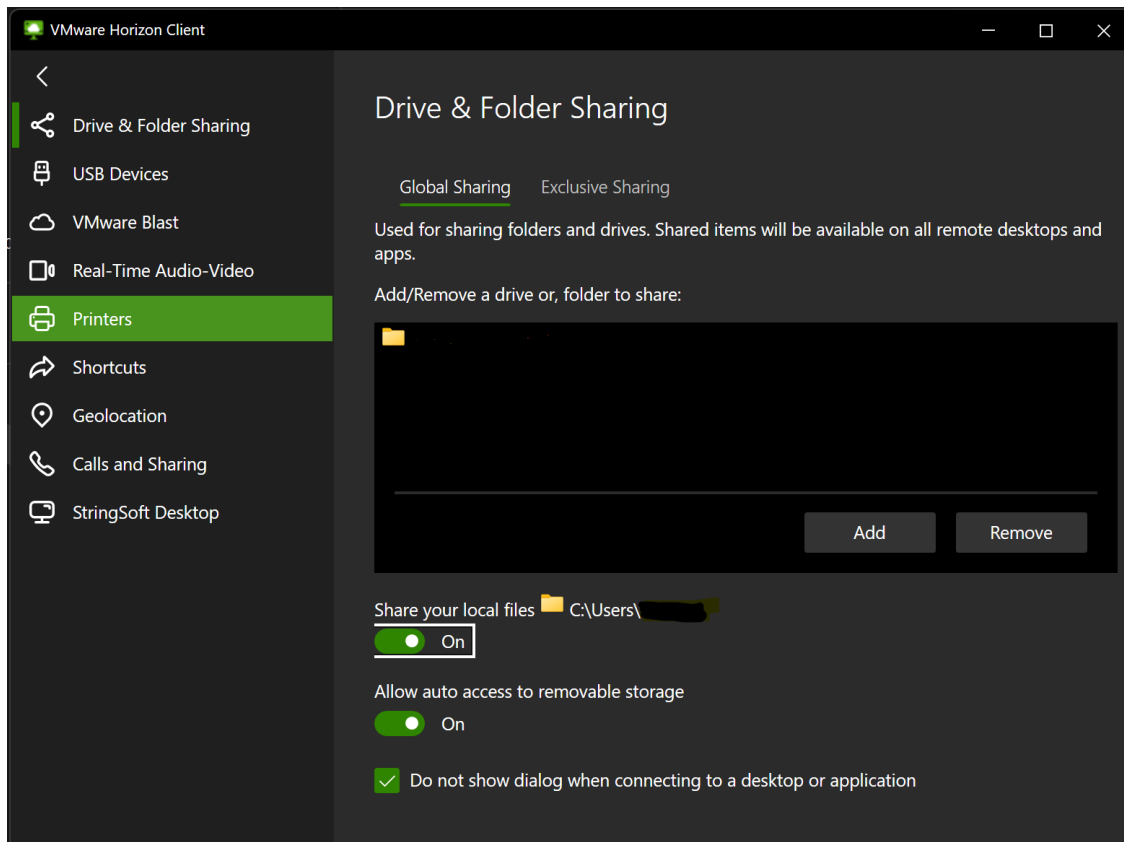 VMware Horizon Client
Drive & Folder Sharing
USB Devices
VMware Blast
Real-Time Audio-Video
Printers
Shortcuts
Geolocation
Calls and Sharing
StringSoft Desktop
Drive & Folder Sharing
Global Sharing Exclusive Sharing
Used for sharing folders and drives. Shared items will be available on all remote desktops and
apps.
Add/Remove a drive or, folder to share:
Add Remove
Share your local files C:\Users\
On
Allow auto access to removable storage
On
Do not show dialog when connecting to a desktop or application